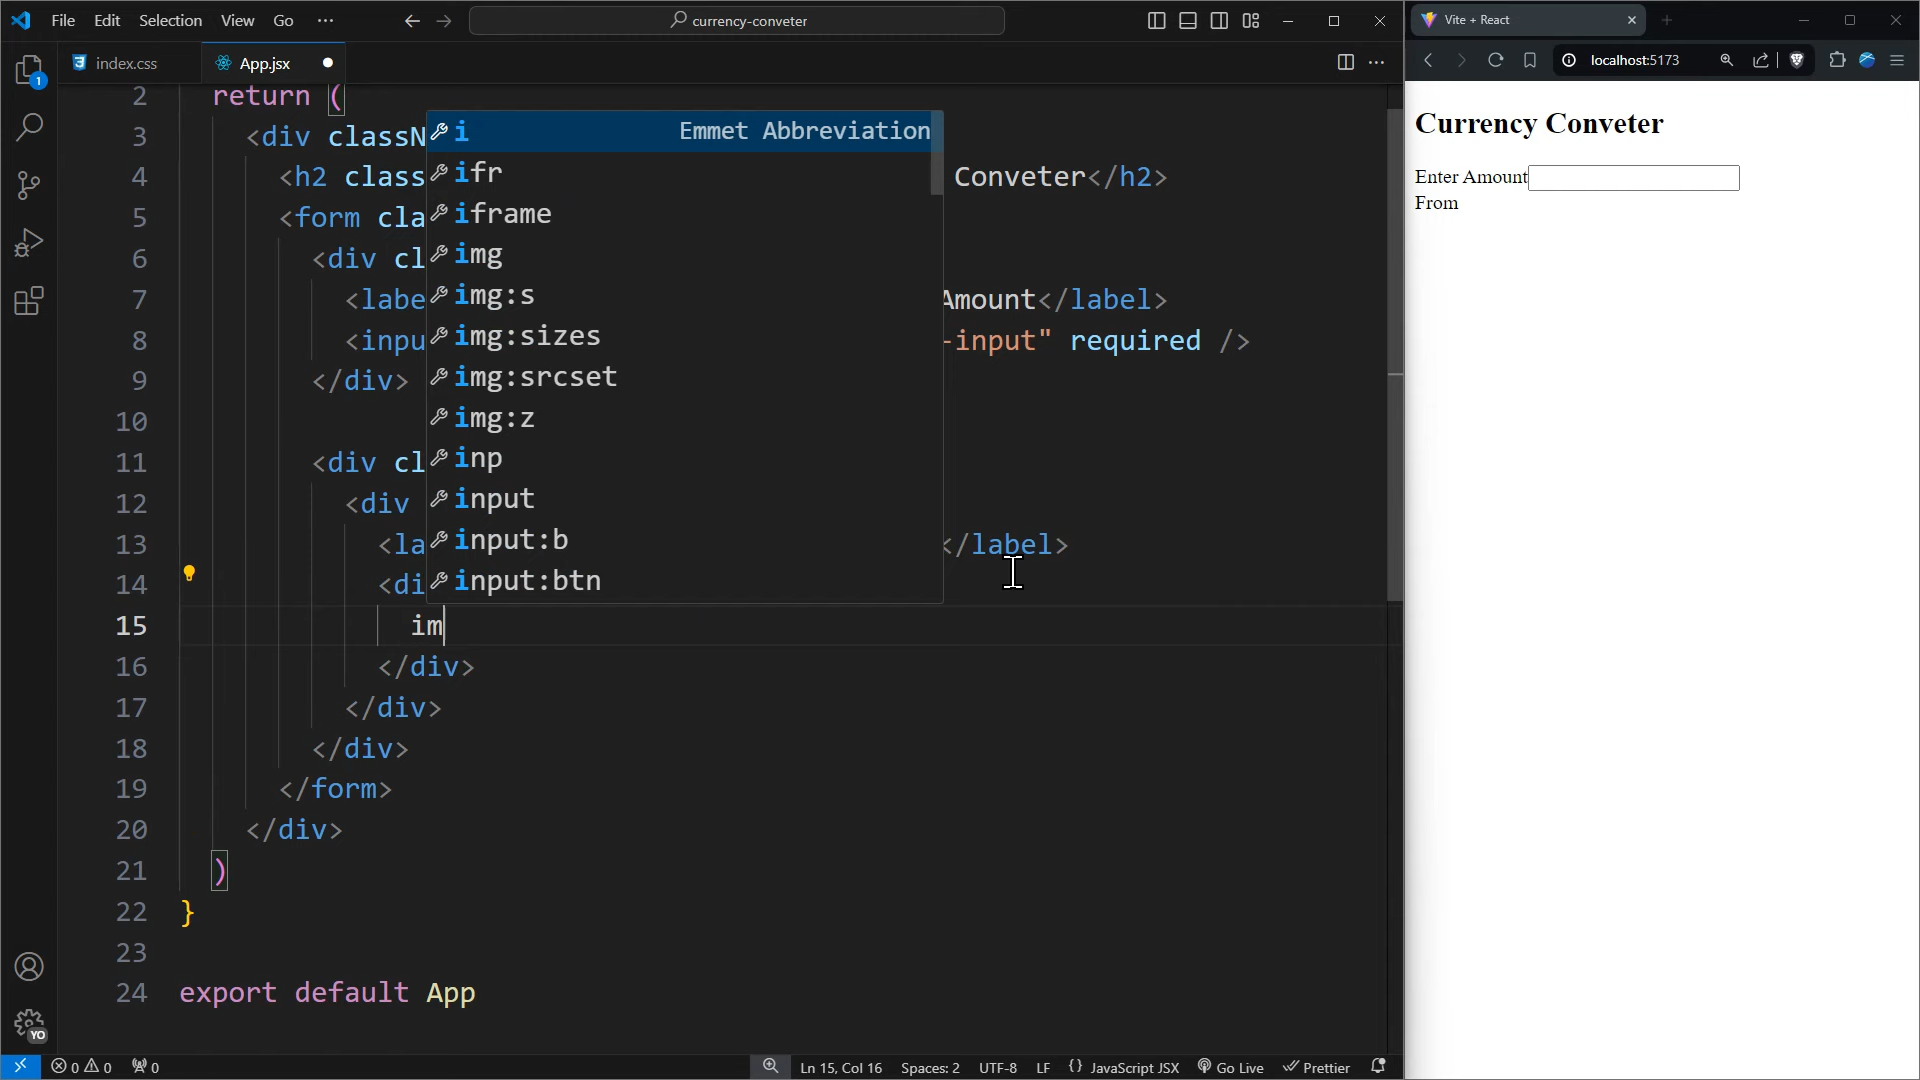 File Edit Selection View Go ··· currency-conveter
Vite + React
index.css App.jsx
localhost:5173
1
2 return (
3 <div classN
4 <h2 class Conveter</h2>
5 <form cla
6 <div cl
7 <labe Amount</label>
8 <inpu -input" required />
9 </div>
10
11 <div cl
12 <div
13 <la </label>
14 <di
15 im
16 </div>
17 </div>
18 </div>
19 </form>
20 </div>
21 )
22 }
23
24 export default App
i Emmet Abbreviation
ifr
iframe
img
img:s
img:sizes
img:srcset
img:z
inp
input
input:b
input:btn
Currency Conveter
Enter Amount
From
YO
0 0 0 Ln 15, Col 16 Spaces: 2 UTF-8 LF {} JavaScript JSX Go Live Prettier